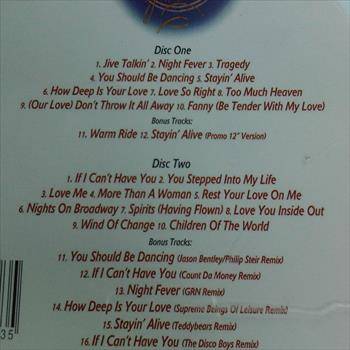 Disc One
1. Jive Talkin' 2. Night Fever 3. Tragedy
4. You Should Be Dancing 5. Stayin' Alive
6. How Deep Is Your Love 7. Love So Right 8. Too Much Heaven
9. (Our Love) Don't Throw It All Away 10. Fanny (Be Tender With My Love)
Bonus Tracks:
11. Warm Ride 12. Stayin' Alive (Promo 12" Version)
Disc Two
1. If I Can't Have You 2. You Stepped Into My Life
3. Love Me 4. More Than A Woman 5. Rest Your Love On Me
6. Nights On Broadway 7. Spirits (Having Flown) 8. Love You Inside Out
9. Wind Of Change 10. Children Of The World
Bonus Tracks:
11. You Should Be Dancing (Jason Bentley/Philip Steir Remix)
12. If I Can't Have You (Count Da Money Remix)
13. Night Fever (GRN Remix)
14. How Deep Is Your Love (Supreme Beings Of Leisure Remix)
15. Stayin' Alive (Teddybears Remix)
16. If I Can't Have You (The Disco Boys Remix)
35